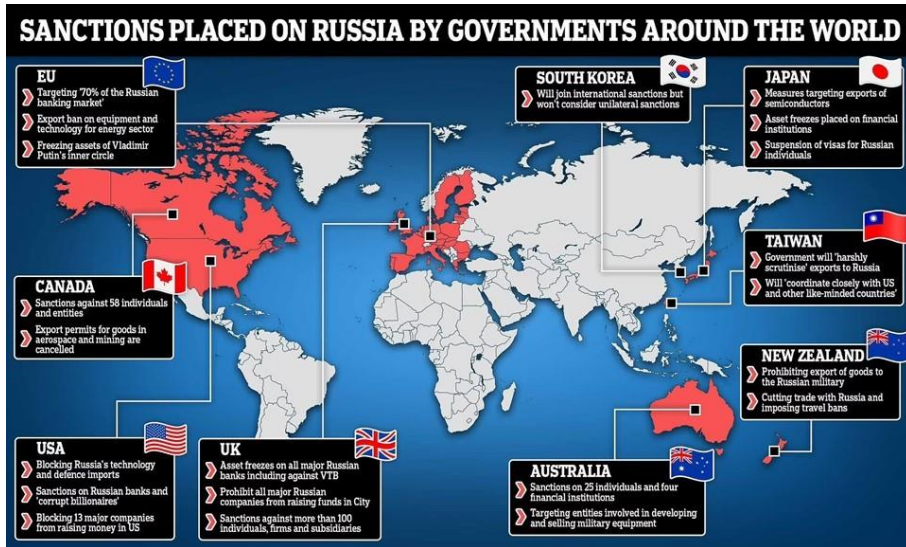 SANCTIONS PLACED ON RUSSIA BY GOVERNMENTS AROUND THE WORLD
EU
Targeting '70% of the Russian
banking market'
Export ban on equipment and
technology for energy sector
Freezing assets of Vladimir
Putin's inner circle
SOUTH KOREA
Will join international sanctions but
won't consider unilateral sanctions
JAPAN
Measures targeting exports of
semiconductors
Asset freezes placed on financial
institutions
Suspension of visas for Russian
individuals
TAIWAN
Government will 'harshly
scrutinise' exports to Russia
Will 'coordinate closely with US
and other like-minded countries'
CANADA
Sanctions against 58 individuals
and entities
Export permits for goods in
aerospace and mining are
cancelled
NEW ZEALAND
Prohibiting export of goods to
the Russian military
Cutting trade with Russia and
imposing travel bans
USA
Blocking Russia's technology
and defence imports
Sanctions on Russian banks and
'corrupt billionaires'
Blocking 13 major companies
from raising money in US
UK
Asset freezes on all major Russian
banks including against VTB
Prohibit all major Russian
companies from raising funds in City
Sanctions against more than 100
individuals, firms and subsidiaries
AUSTRALIA
Sanctions on 25 individuals and four
financial institutions
Targeting entities involved in developing
and selling military equipment